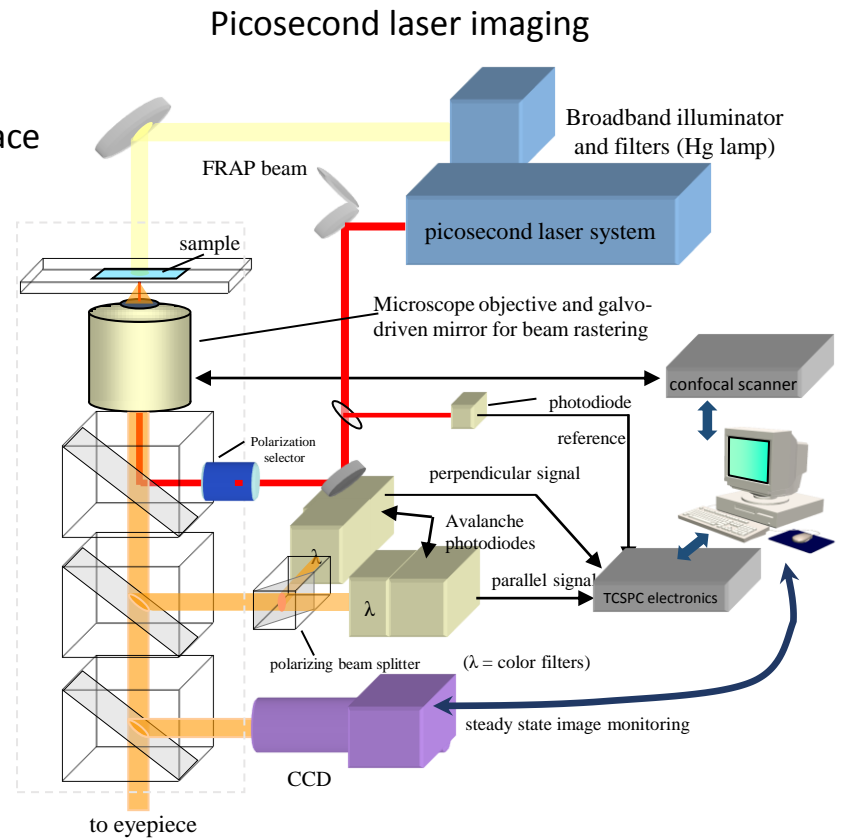 Picosecond laser imaging
ace
Broadband illuminator
and filters (Hg lamp)
FRAP beam
picosecond laser system
sample
Microscope objective and galvo-
driven mirror for beam rastering
confocal scanner
photodiode
reference
Polarization
selector
perpendicular signal
Avalanche
photodiodes
λ
λ
parallel signal
TCSPC electronics
polarizing beam splitter
(λ = color filters)
steady state image monitoring
CCD
to eyepiece